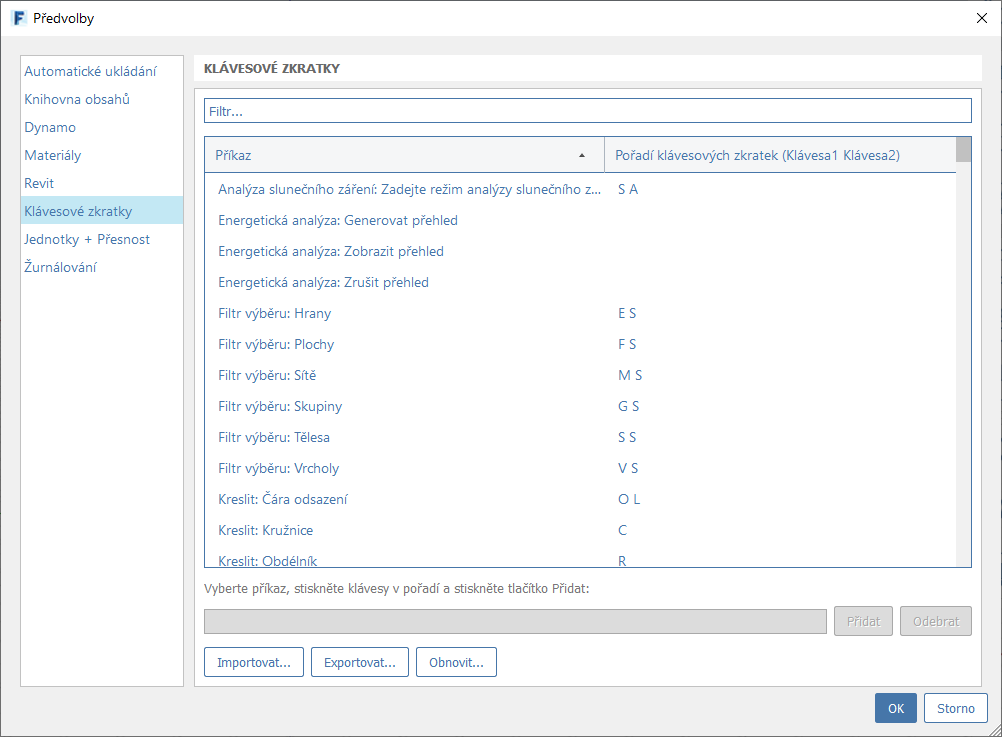 Předvolby
Automatické ukládání
Knihovna obsahů
Dynamo
Materiály
Revit
Klávesové zkratky
Jednotky + Přesnost
Žurnálování
KLÁVESOVÉ ZKRATKY
Filtr...
Příkaz Pořadí klávesových zkratek (Klávesa1 Klávesa2)
Analýza slunečního záření: Zadejte režim analýzy slunečního z... S A
Energetická analýza: Generovat přehled
Energetická analýza: Zobrazit přehled
Energetická analýza: Zrušit přehled
Filtr výběru: Hrany E S
Filtr výběru: Plochy F S
Filtr výběru: Sítě M S
Filtr výběru: Skupiny G S
Filtr výběru: Tělesa S S
Filtr výběru: Vrcholy V S
Kreslit: Čára odsazení O L
Kreslit: Kružnice C
Kreslit: Obdélník R
Vyberte příkaz, stiskněte klávesy v pořadí a stiskněte tlačítko Přidat:
Přidat Odebrat
Importovat... Exportovat... Obnovit...
OK Storno